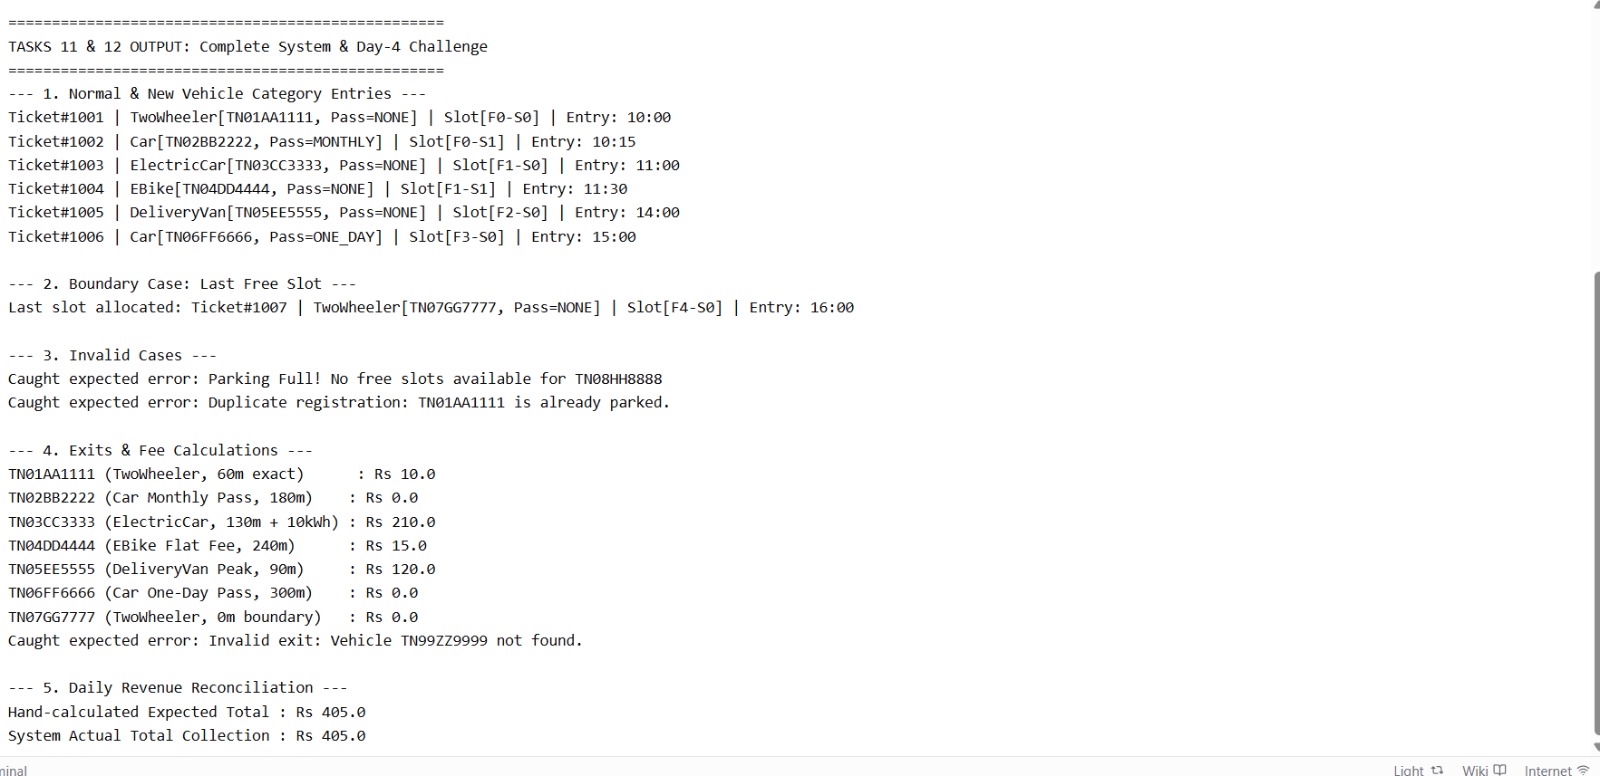 ==================================================
TASKS 11 & 12 OUTPUT: Complete System & Day-4 Challenge
==================================================
--- 1. Normal & New Vehicle Category Entries ---
Ticket#1001 | TwoWheeler[TN01AA1111, Pass=NONE] | Slot[F0-S0] | Entry: 10:00
Ticket#1002 | Car[TN02BB2222, Pass=MONTHLY] | Slot[F0-S1] | Entry: 10:15
Ticket#1003 | ElectricCar[TN03CC3333, Pass=NONE] | Slot[F1-S0] | Entry: 11:00
Ticket#1004 | EBike[TN04DD4444, Pass=NONE] | Slot[F1-S1] | Entry: 11:30
Ticket#1005 | DeliveryVan[TN05EE5555, Pass=NONE] | Slot[F2-S0] | Entry: 14:00
Ticket#1006 | Car[TN06FF6666, Pass=ONE_DAY] | Slot[F3-S0] | Entry: 15:00
--- 2. Boundary Case: Last Free Slot ---
Last slot allocated: Ticket#1007 | TwoWheeler[TN07GG7777, Pass=NONE] | Slot[F4-S0] | Entry: 16:00
--- 3. Invalid Cases ---
Caught expected error: Parking Full! No free slots available for TN08HH8888
Caught expected error: Duplicate registration: TN01AA1111 is already parked.
--- 4. Exits & Fee Calculations ---
TN01AA1111 (TwoWheeler, 60m exact)      : Rs 10.0
TN02BB2222 (Car Monthly Pass, 180m)    : Rs 0.0
TN03CC3333 (ElectricCar, 130m + 10kWh) : Rs 210.0
TN04DD4444 (EBike Flat Fee, 240m)      : Rs 15.0
TN05EE5555 (DeliveryVan Peak, 90m)     : Rs 120.0
TN06FF6666 (Car One-Day Pass, 300m)    : Rs 0.0
TN07GG7777 (TwoWheeler, 0m boundary)   : Rs 0.0
Caught expected error: Invalid exit: Vehicle TN99ZZ9999 not found.
--- 5. Daily Revenue Reconciliation ---
Hand-calculated Expected Total : Rs 405.0
System Actual Total Collection : Rs 405.0
minal Light Wiki Internet